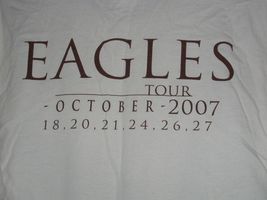 EAGLES
TOUR
- OCTOBER - 2007
18, 20, 21, 24, 26, 27